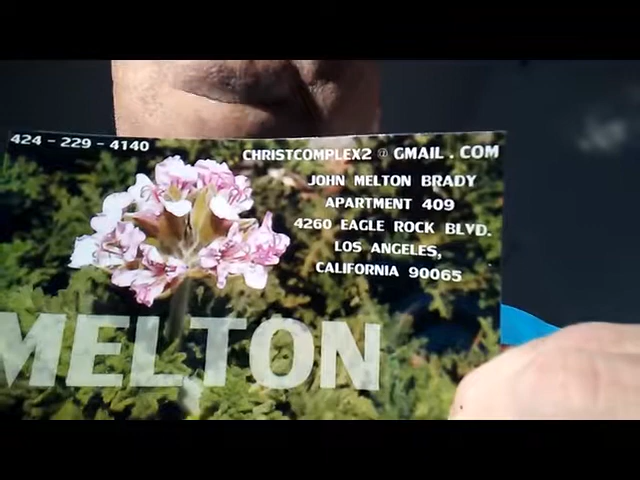 424 - 229 - 4140
CHRISTCOMPLEX2 @ GMAIL . COM
JOHN MELTON BRADY
APARTMENT 409
4260 EAGLE ROCK BLVD.
LOS ANGELES,
CALIFORNIA 90065
MELTON